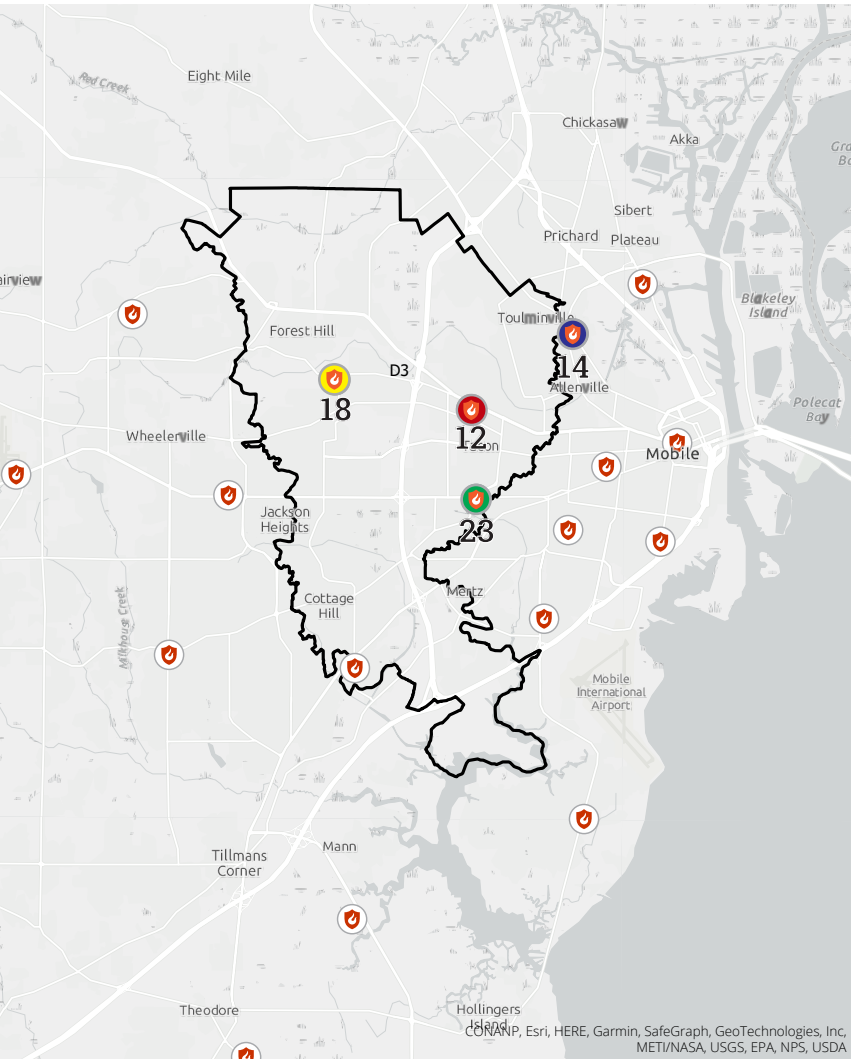 Eight Mile
Red Creek
Chickasaw
Akka
Sibert
Prichard
Plateau
Blakeley
Island
Toulminville
Forest Hill
14
D3
Allenville
18
12
Polecat
Bay
Wheelerville
Mobile
Jackson
Heights
23
Mertz
Cottage
Hill
Milkhouse Creek
Mobile
International
Airport
Mann
Tillmans
Corner
Theodore
Hollingers
Island
CONANP, Esri, HERE, Garmin, SafeGraph, GeoTechnologies, Inc,
METI/NASA, USGS, EPA, NPS, USDA